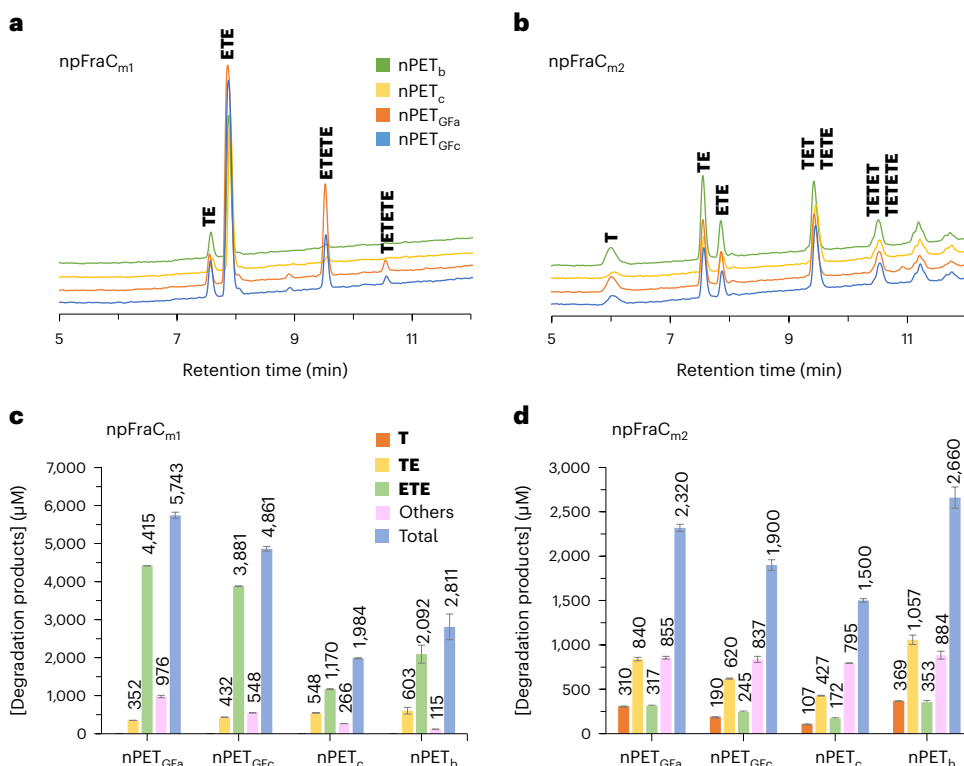 a
npFraCm1
ETE
TE
ETETE
TETETE
nPETb
nPETc
nPETGFa
nPETGFc
5 7 9 11
Retention time (min)
b
npFraCm2
T
TE
ETE
TET
TETE
TETET
TETETE
5 7 9 11
Retention time (min)
c
npFraCm1
T
TE
ETE
Others
Total
[Degradation products] (µM)
7,000
6,000
5,000
4,000
3,000
2,000
1,000
0
352 4,415 976 5,743
432 3,881 548 4,861
548 1,170 266 1,984
603 2,092 115 2,811
nPETGFa nPETGFc nPETc nPETb
d
npFraCm2
[Degradation products] (µM)
3,000
2,500
2,000
1,500
1,000
500
0
310 840 317 855 2,320
190 620 245 837 1,900
107 427 172 795 1,500
369 1,057 353 884 2,660
nPETGFa nPETGFc nPETc nPETb